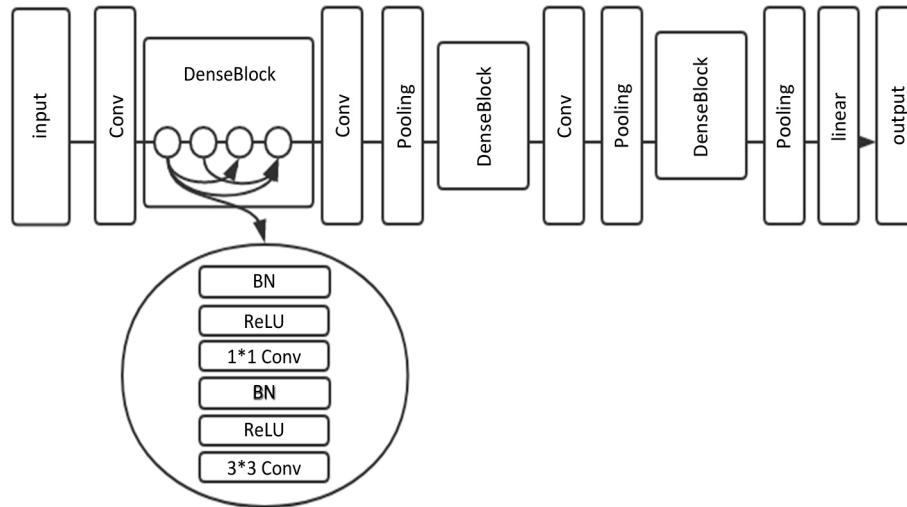 input
Conv
DenseBlock
Conv
Pooling
DenseBlock
Conv
Pooling
DenseBlock
Pooling
linear
output
BN
ReLU
1*1 Conv
BN
ReLU
3*3 Conv